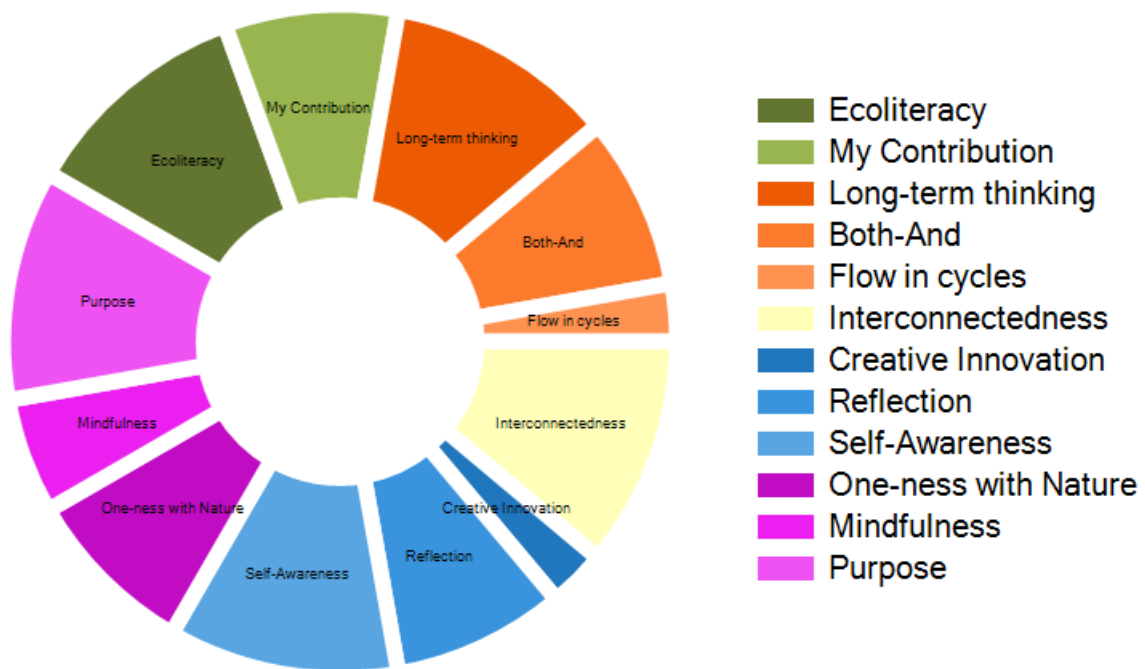 My Contribution
Long-term thinking
Ecoliteracy
Both-And
Purpose
Flow in cycles
Mindfulness
Interconnectedness
One-ness with Nature
Creative Innovation
Reflection
Self-Awareness
Ecoliteracy
My Contribution
Long-term thinking
Both-And
Flow in cycles
Interconnectedness
Creative Innovation
Reflection
Self-Awareness
One-ness with Nature
Mindfulness
Purpose